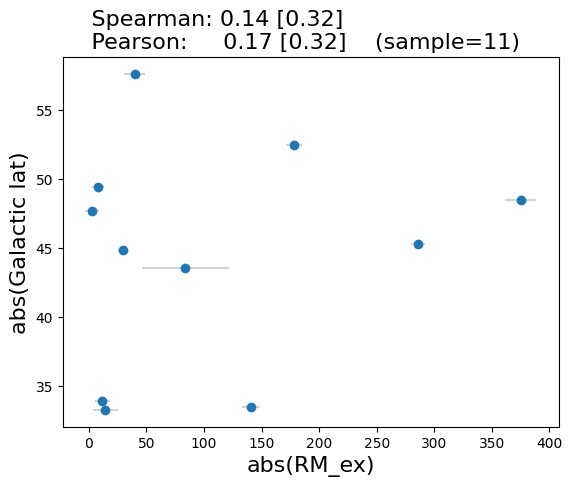 Spearman: 0.14 [0.32]
Pearson: 0.17 [0.32] (sample=11)
abs(Galactic lat)
55
50
45
40
35
0 50 100 150 200 250 300 350 400
abs(RM_ex)